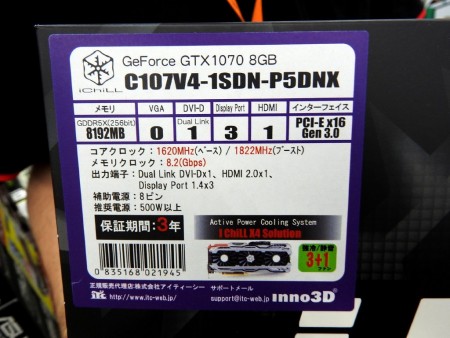 iCHiLL
GeForce GTX1070 8GB
C107V4-1SDN-P5DNX
メモリ VGA DVI-D Display Port HDMI インターフェイス
GDDR5X(256bit)
8192MB 0 Dual Link 1 3 1 PCI-E x16
Gen 3.0
コアクロック：1620MHz(ベース) / 1822MHz(ブースト)
メモリクロック：8.2(Gbps)
出力端子：Dual Link DVI-Dx1、HDMI 2.0x1、
Display Port 1.4x3
補助電源：8ピン
推奨電源：500W以上
保証期間：3年
Active Power Cooling System
I Chill X4 Solution
0 835168 021945
3+1
ファン
正規販売代理店株式会社アイティーシー サポートメール
itc http://www.itc-web.jp/ support@itc-web.jp inno3D